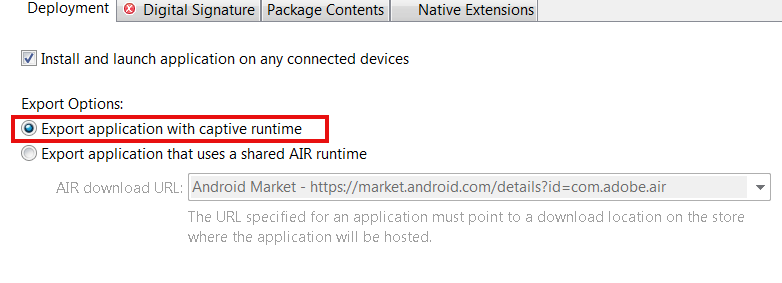 Deployment Digital Signature Package Contents Native Extensions
Install and launch application on any connected devices
Export Options:
Export application with captive runtime
Export application that uses a shared AIR runtime
AIR download URL: Android Market - https://market.android.com/details?id=com.adobe.air
The URL specified for an application must point to a download location on the store
where the application will be hosted.